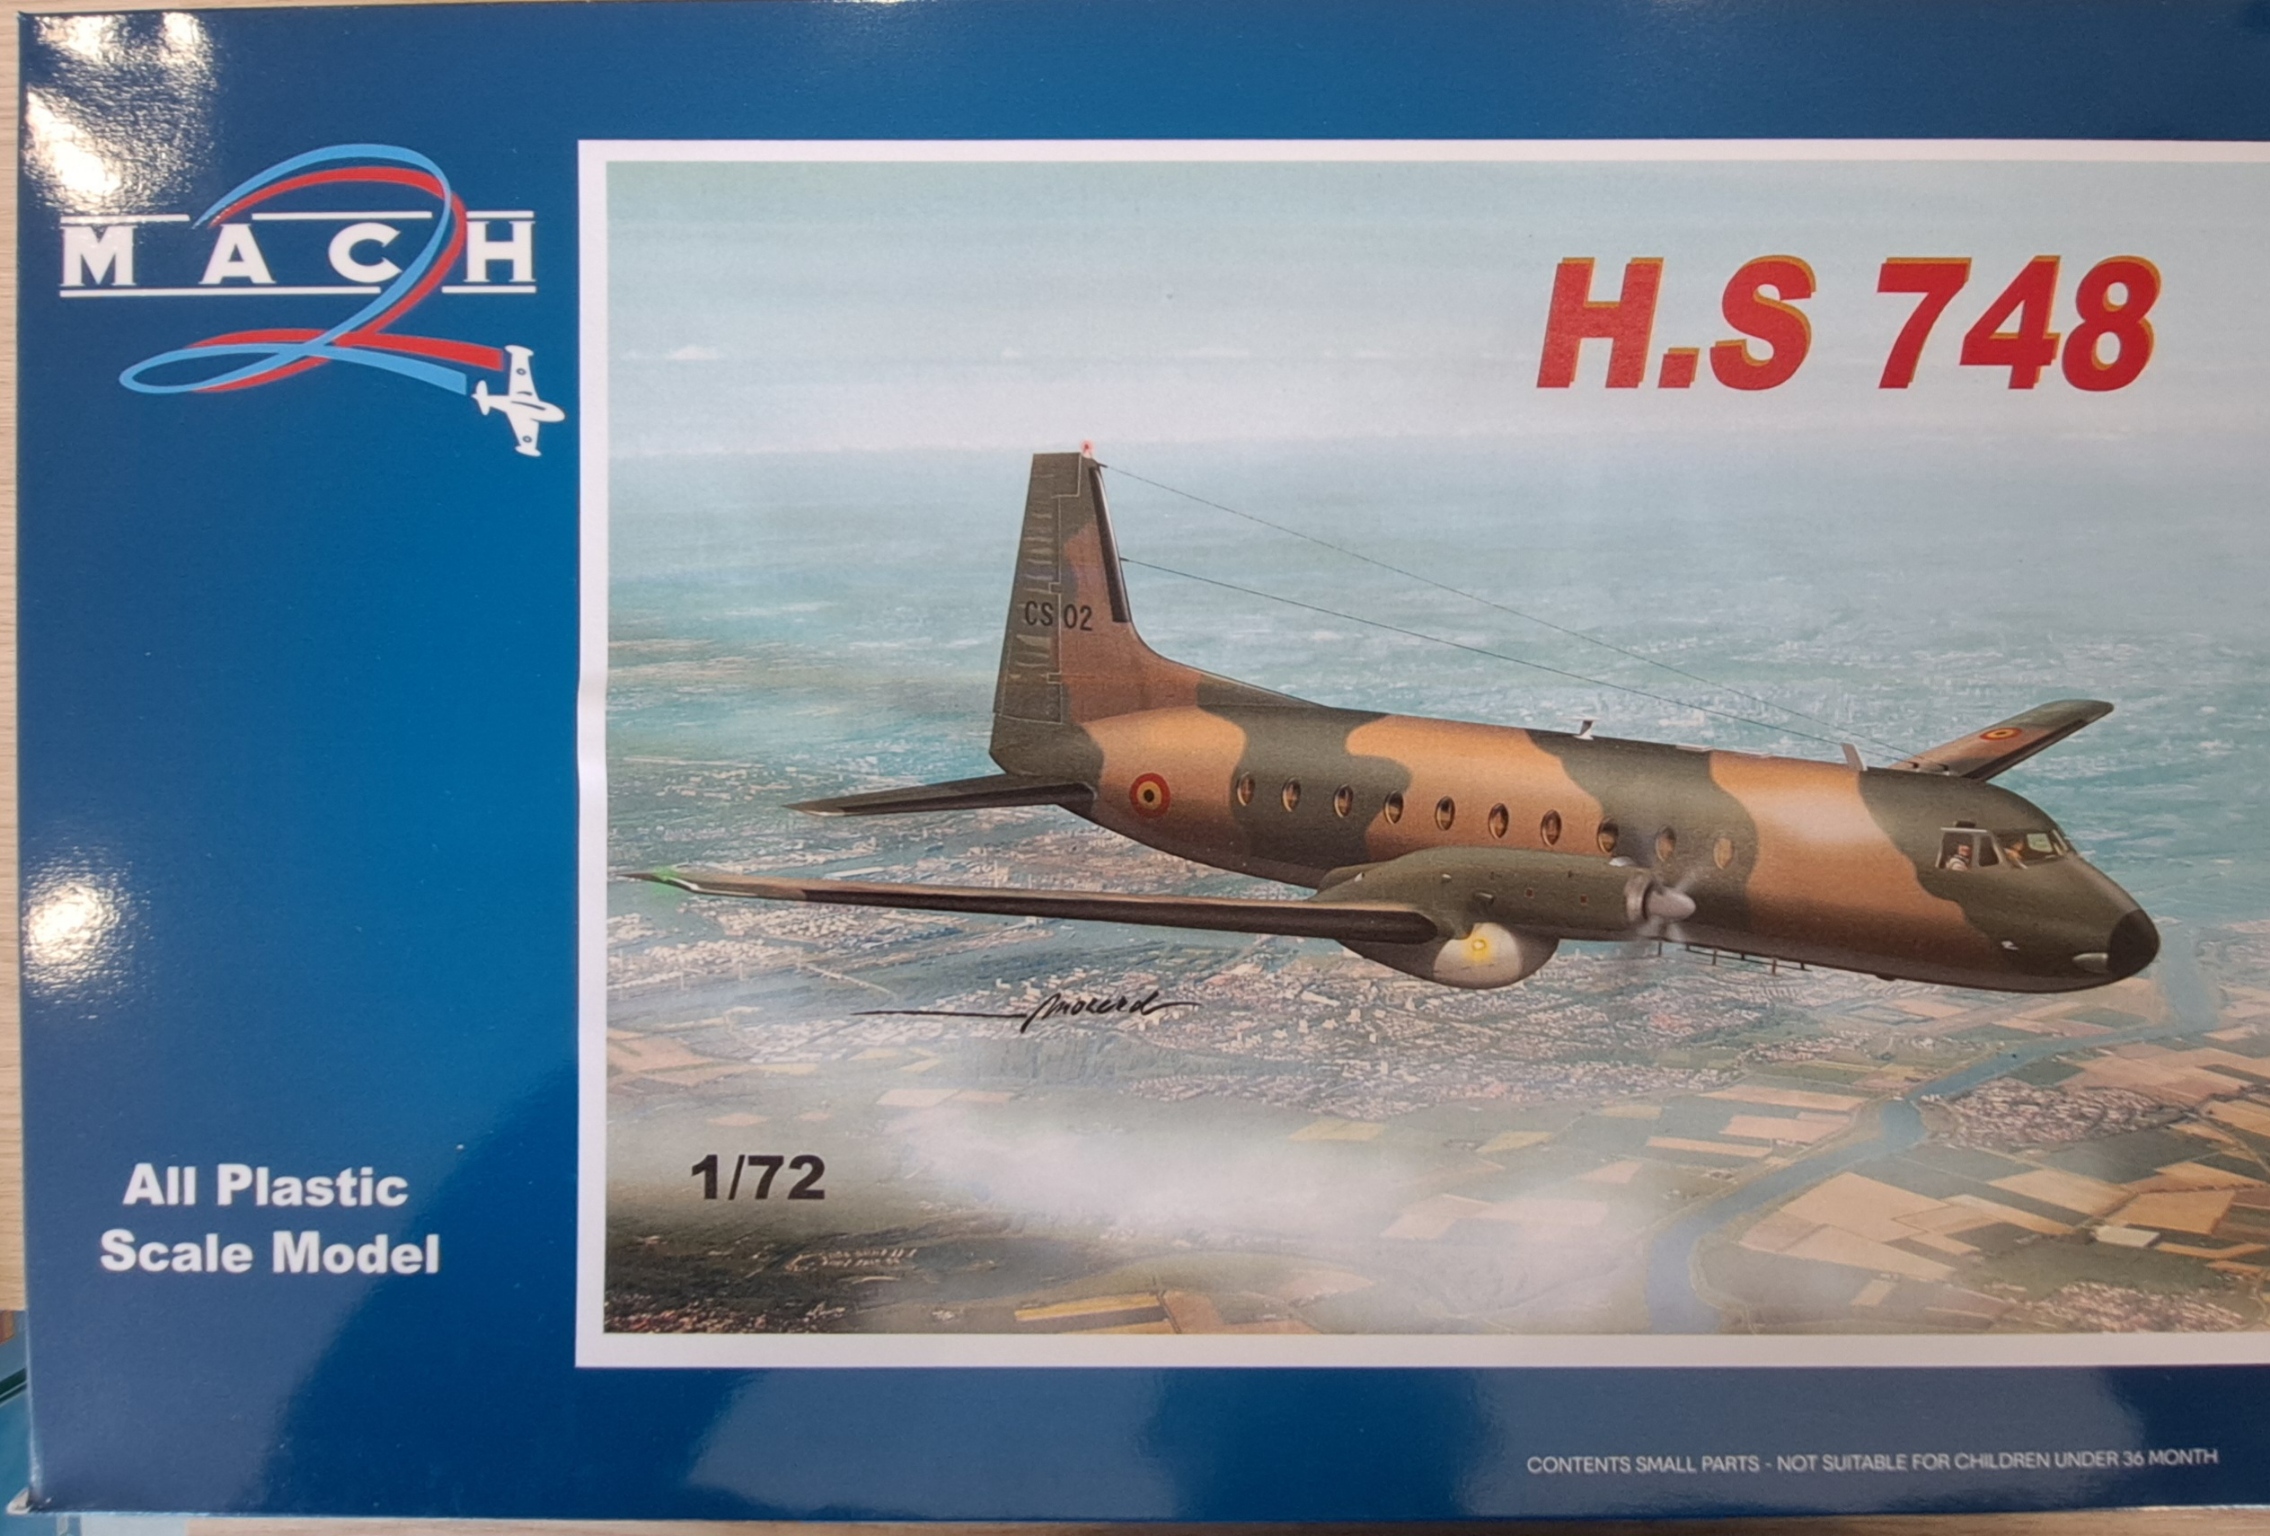 MACH 2
H.S 748
CS 02
Mourad
1/72
All Plastic
Scale Model
CONTENTS SMALL PARTS - NOT SUITABLE FOR CHILDREN UNDER 36 MONTH